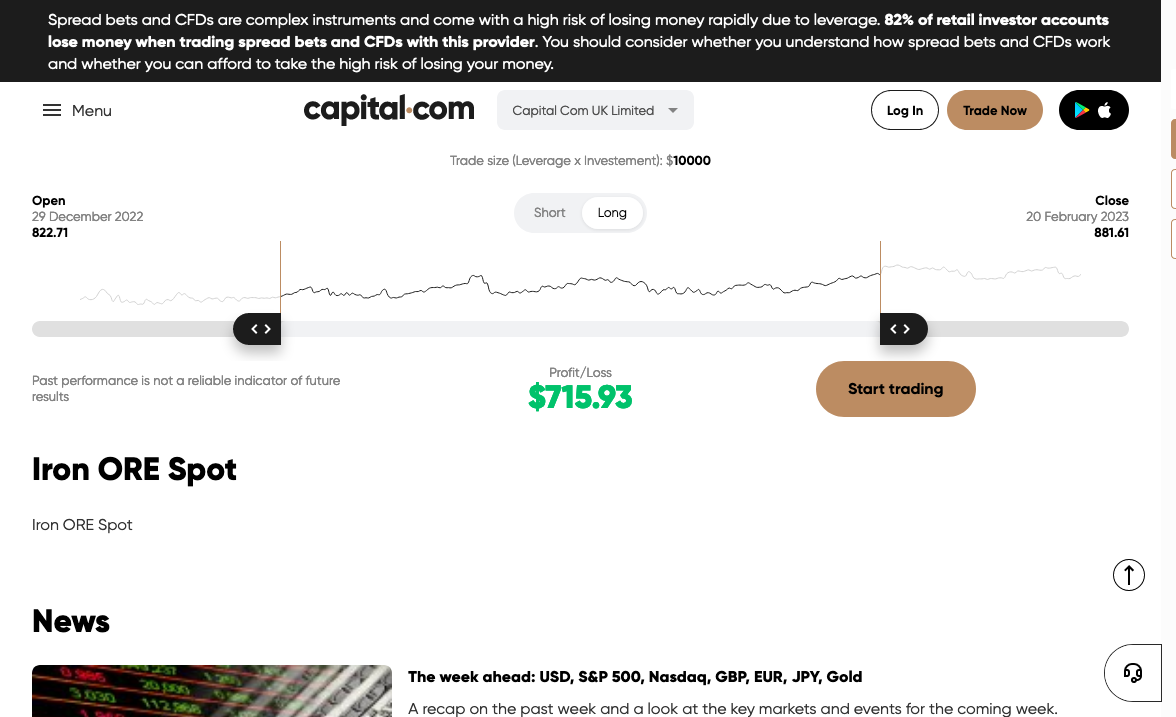 Spread bets and CFDs are complex instruments and come with a high risk of losing money rapidly due to leverage. 82% of retail investor accounts
lose money when trading spread bets and CFDs with this provider. You should consider whether you understand how spread bets and CFDs work
and whether you can afford to take the high risk of losing your money.
Menu
capital.com
Capital Com UK Limited
Log In
Trade Now
Trade size (Leverage x Investement): $10000
Open
29 December 2022
822.71
Short
Long
Close
20 February 2023
881.61
Past performance is not a reliable indicator of future
results
Profit/Loss
$715.93
Start trading
Iron ORE Spot
Iron ORE Spot
News
3,030
20,000
The week ahead: USD, S&P 500, Nasdaq, GBP, EUR, JPY, Gold
A recap on the past week and a look at the key markets and events for the coming week.